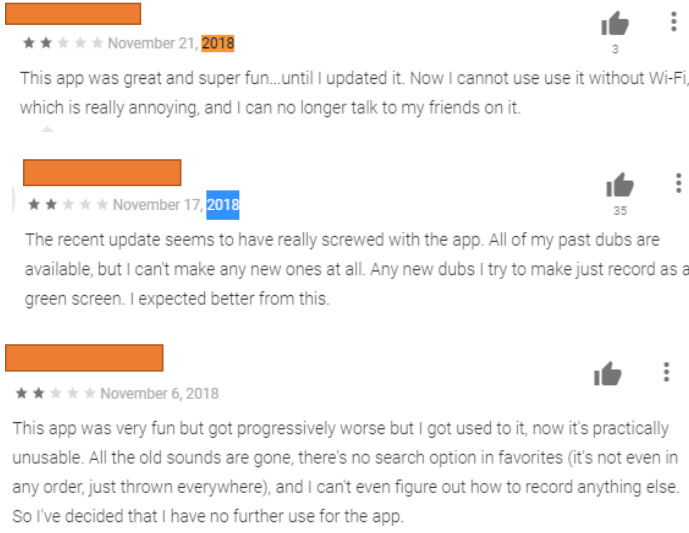 November 21, 2018
3
This app was great and super fun...until I updated it. Now I cannot use use it without Wi-Fi,
which is really annoying, and I can no longer talk to my friends on it.
November 17, 2018
35
The recent update seems to have really screwed with the app. All of my past dubs are
available, but I can't make any new ones at all. Any new dubs I try to make just record as a
green screen. I expected better from this.
November 6, 2018
This app was very fun but got progressively worse but I got used to it, now it's practically
unusable. All the old sounds are gone, there's no search option in favorites (it's not even in
any order, just thrown everywhere), and I can't even figure out how to record anything else.
So I've decided that I have no further use for the app.